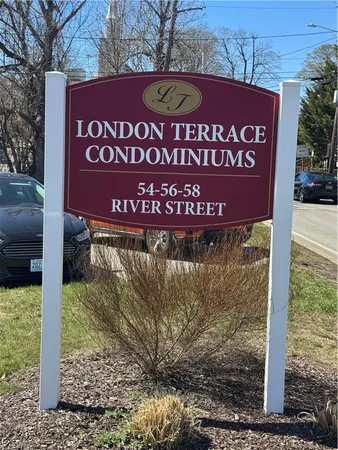 LT
LONDON TERRACE
CONDOMINIUMS
54-56-58
RIVER STREET